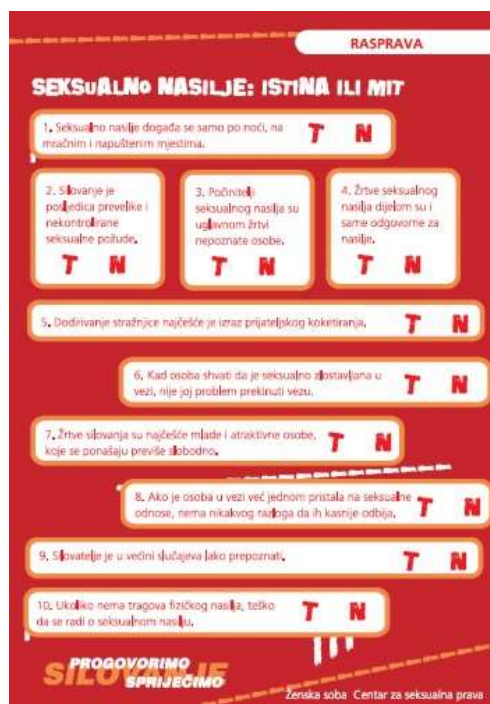 RASPRAVA
SEKSUALNO NASILJE: ISTINA ILI MIT
1. Seksualno nasilje događa se samo po noći, na
mračnim i napuštenim mjestima.
T N
2. Silovanje je
posljedica prevelike i
nekontrolirane
seksualne požude.
T N
3. Počinitelji
seksualnog nasilja su
uglavnom žrtvi
nepoznate osobe.
T N
4. Žrtve seksualnog
nasilja dijelom su i
same odgovorne za
nasilje.
T N
5. Dodirivanje stražnjice najčešće je izraz prijateljskog koketiranja.
T N
6. Kad osoba shvati da je seksualno zlostavljana u
vezi, nije joj problem prekinuti vezu.
T N
7. Žrtve silovanja su najčešće mlade i atraktivne osobe,
koje se ponašaju previše slobodno.
T N
8. Ako je osoba u vezi već jednom pristala na seksualne
odnose, nema nikakvog razloga da ih kasnije odbija.
T N
9. Silovatelje je u većini slučajeva lako prepoznati.
T N
10. Ukoliko nema tragova fizičkog nasilja, teško
da se radi o seksualnom nasilju.
T N
PROGOVORIMO
SILOVANJE
SPRIJEČIMO
Ženska soba Centar za seksualna prava